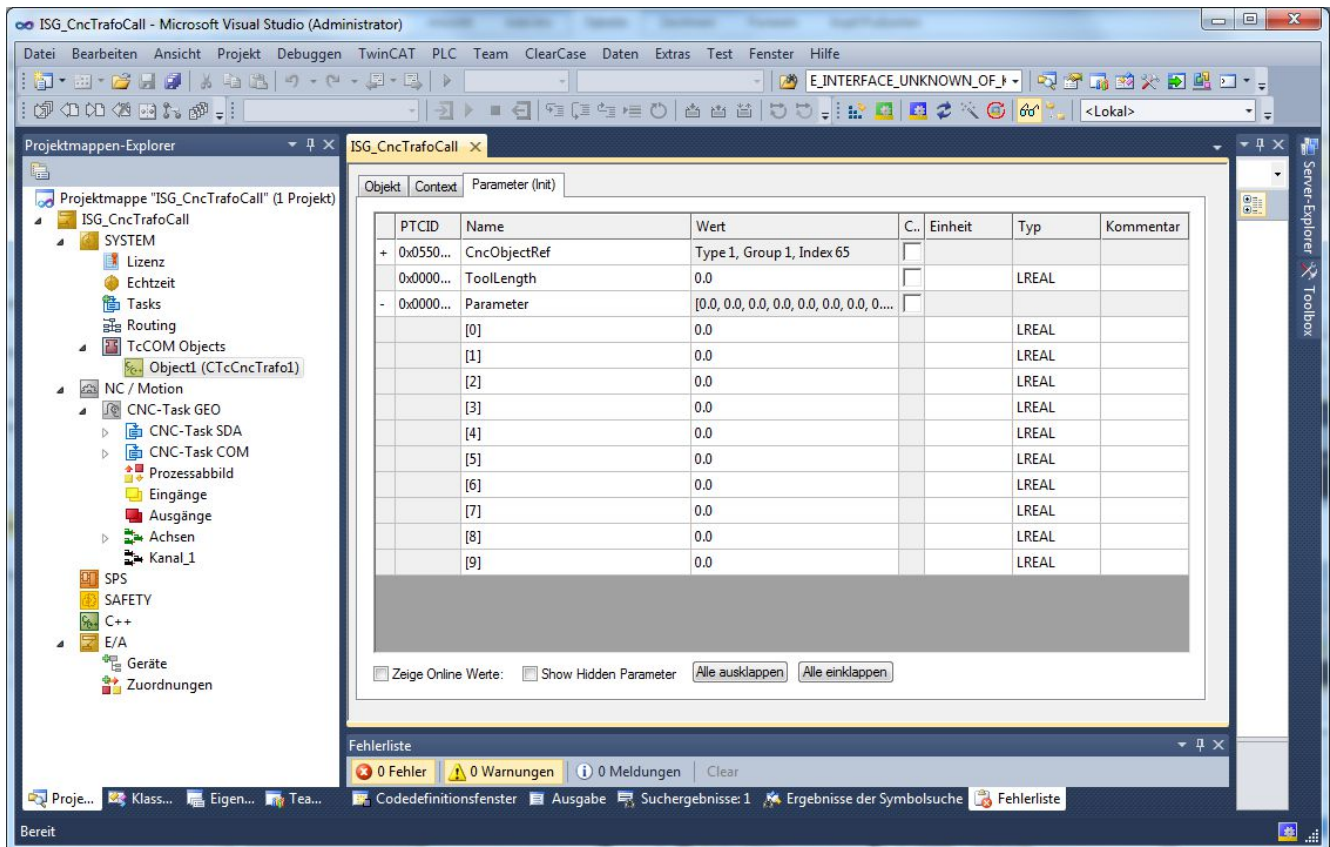 ISG_CncTrafoCall - Microsoft Visual Studio (Administrator)
Datei Bearbeiten Ansicht Projekt Debuggen TwinCAT PLC Team ClearCase Daten Extras Test Fenster Hilfe
E_INTERFACE_UNKNOWN_OF_
<Lokal>
Projektmappen-Explorer
Projektmappe "ISG_CncTrafoCall" (1 Projekt)
ISG_CncTrafoCall
SYSTEM
Lizenz
Echtzeit
Tasks
Routing
TcCOM Objects
Object1 (CTcCncTrafo1)
NC / Motion
CNC-Task GEO
CNC-Task SDA
CNC-Task COM
Prozessabbild
Eingänge
Ausgänge
Achsen
Kanal_1
SPS
SAFETY
C++
E/A
Geräte
Zuordnungen
Proje... Klass... Eigen... Tea...
ISG_CncTrafoCall
Objekt Context Parameter (Init)
PTCID Name Wert C.. Einheit Typ Kommentar
+ 0x0550... CncObjectRef Type 1, Group 1, Index 65
0x0000... ToolLength 0.0 LREAL
- 0x0000... Parameter [0.0, 0.0, 0.0, 0.0, 0.0, 0.0, 0.0, 0....
[0] 0.0 LREAL
[1] 0.0 LREAL
[2] 0.0 LREAL
[3] 0.0 LREAL
[4] 0.0 LREAL
[5] 0.0 LREAL
[6] 0.0 LREAL
[7] 0.0 LREAL
[8] 0.0 LREAL
[9] 0.0 LREAL
Zeige Online Werte: Show Hidden Parameter Alle ausklappen Alle einklappen
Fehlerliste
0 Fehler 0 Warnungen 0 Meldungen Clear
Codedefinitionsfenster Ausgabe Suchergebnisse: 1 Ergebnisse der Symbolsuche Fehlerliste
Server-Explorer
Toolbox
Bereit